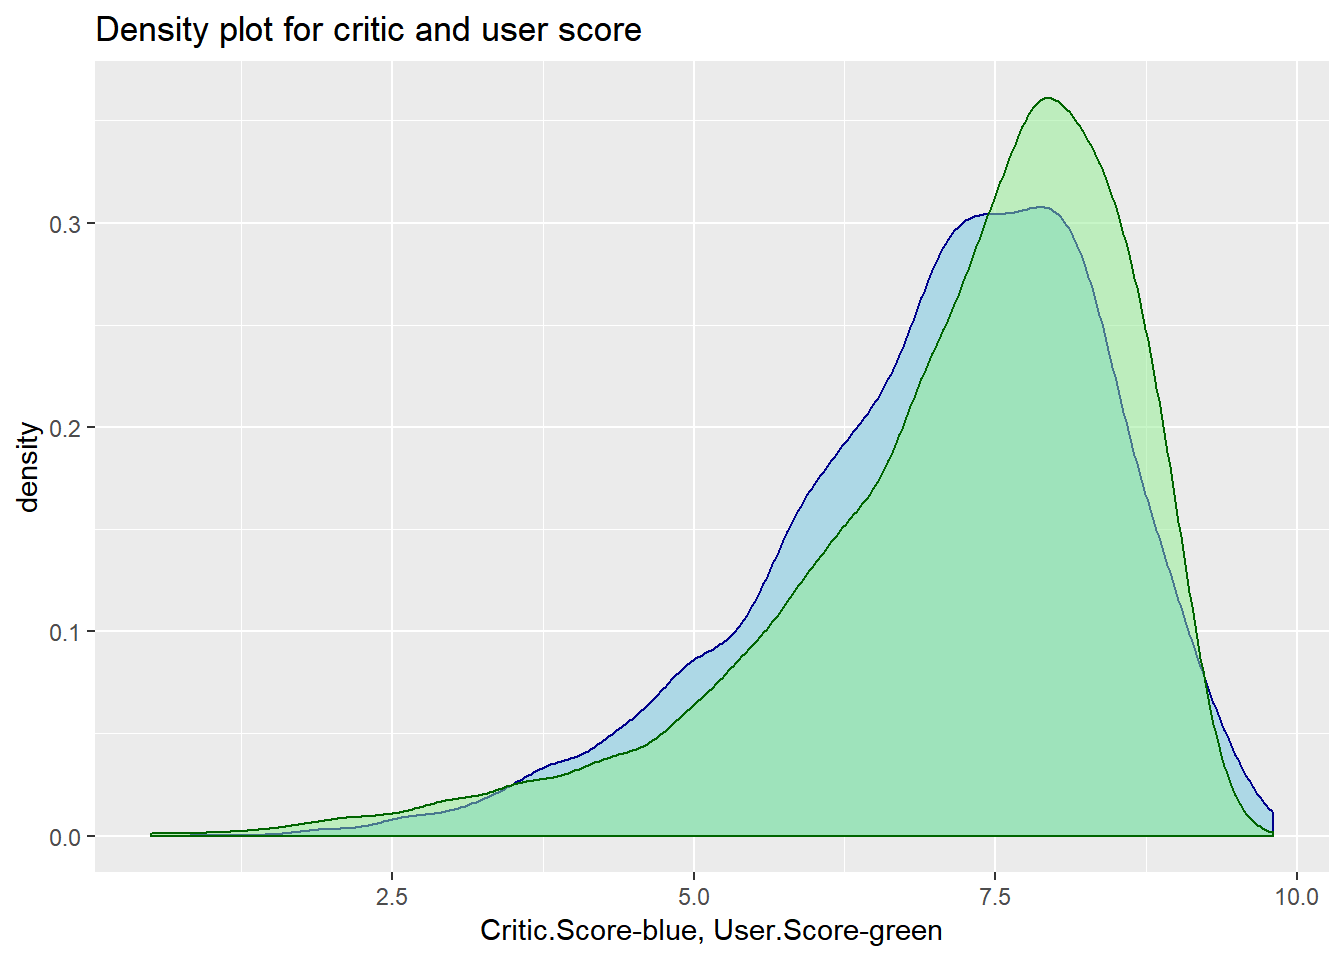 Density plot for critic and user score
density
0.3
0.2
0.1
0.0
2.5
5.0
7.5
10.0
Critic.Score-blue, User.Score-green